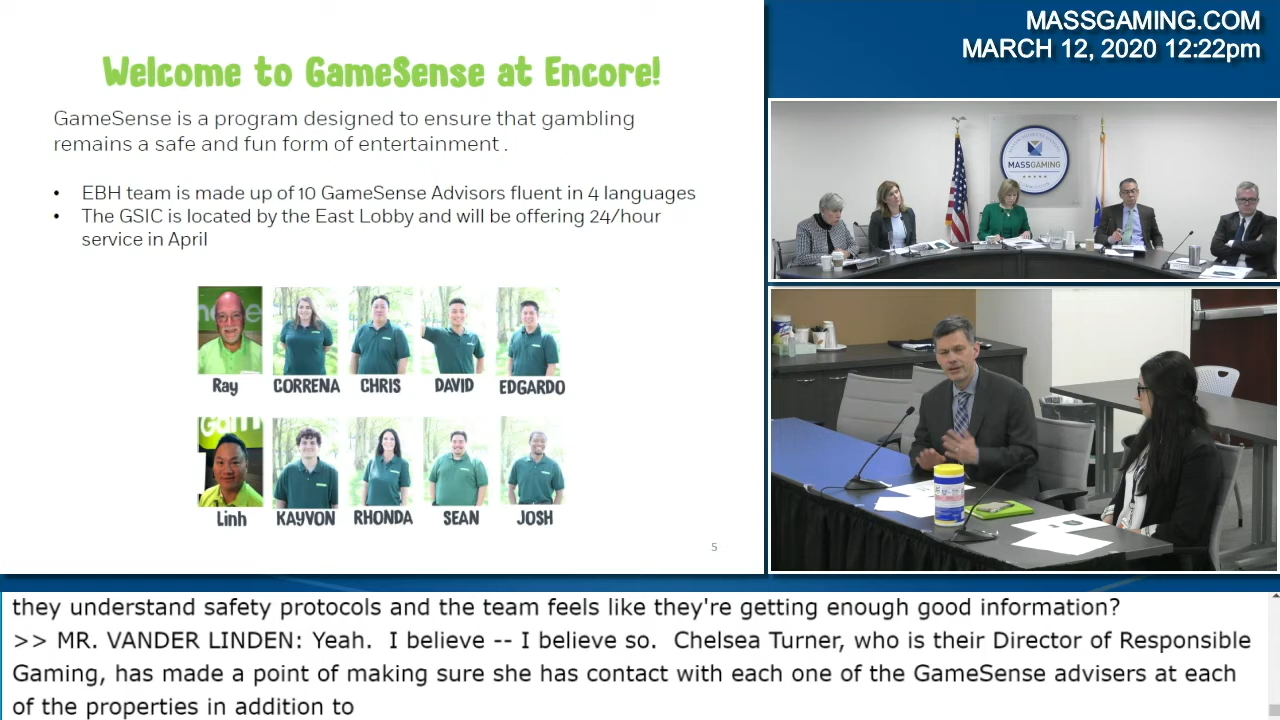 Welcome to GameSense at Encore!
GameSense is a program designed to ensure that gambling
remains a safe and fun form of entertainment .
• EBH team is made up of 10 GameSense Advisors fluent in 4 languages
• The GSIC is located by the East Lobby and will be offering 24/hour
service in April
Ray CORRENA CHRIS DAVID EDGARDO
Linh KAYVON RHONDA SEAN JOSH
5
MASSGAMING.COM
MARCH 12, 2020 12:22pm
MASSGAMING
they understand safety protocols and the team feels like they're getting enough good information?
>> MR. VANDER LINDEN: Yeah. I believe -- I believe so. Chelsea Turner, who is their Director of Responsible
Gaming, has made a point of making sure she has contact with each one of the GameSense advisers at each
of the properties in addition to